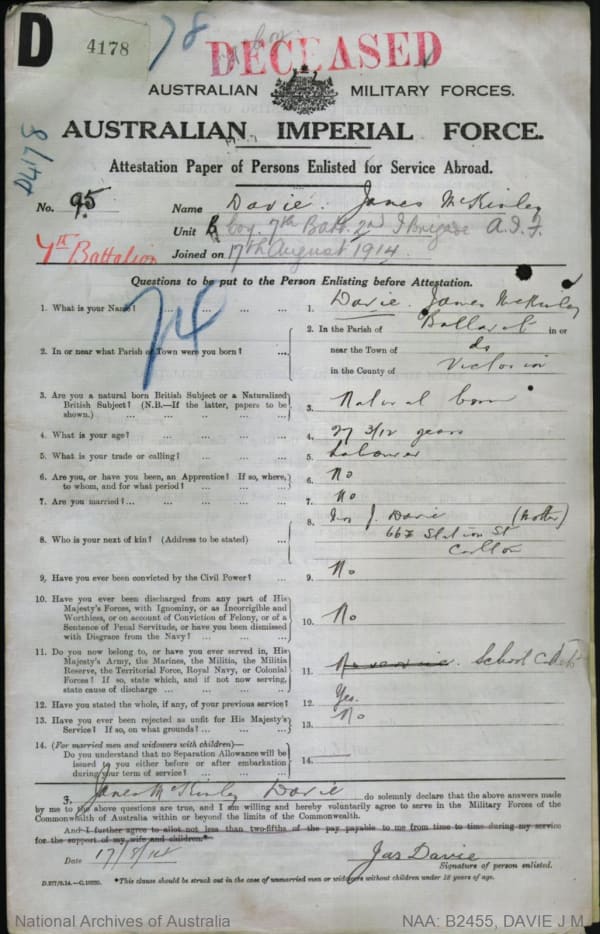 D
4178
78
DECEASED
AUSTRALIAN MILITARY FORCES.
AUSTRALIAN IMPERIAL FORCE.
D4178
Attestation Paper of Persons Enlisted for Service Abroad.
No. 95 Name Davie. James McKinley
Unit Coy. 7th Batt. 2nd I Brigade A.I.F
7th Battalion Joined on 17th August 1914.
Questions to be put to the Person Enlisting before Attestation.
74
1. What is your Name? ... ... ... ... 1. Davie. James McKinley
2. In or near what Parish or Town were you born? ... 2. In the Parish of Ballarat in or
near the Town of do
in the County of Victoria
3. Are you a natural born British Subject or a Naturalized
British Subject? (N.B.—If the latter, papers to be
shown.) ... ... ... ... 3. Natural born
4. What is your age? ... ... ... ... 4. 27 3/12 years
5. What is your trade or calling? ... ... ... 5. Labourer
6. Are you, or have you been, an Apprentice? If so, where,
to whom, and for what period? ... ... ... 6. No
7. Are you married?... ... ... ... ... 7. No
8. Who is your next of kin? (Address to be stated) ... 8. Mrs J. Davie (Mother)
667 Station St
Carlton
9. Have you ever been convicted by the Civil Power? ... 9. No
10. Have you ever been discharged from any part of His
Majesty's Forces, with Ignominy, or as Incorrigible and
Worthless, or on account of Conviction of Felony, or of a
Sentence of Penal Servitude, or have you been dismissed
with Disgrace from the Navy? ... ... ... 10. No
11. Do you now belong to, or have you ever served in, His
Majesty's Army, the Marines, the Militia, the Militia
Reserve, the Territorial Force, Royal Navy, or Colonial
Forces? If so, state which, and if not now serving,
state cause of discharge ... ... ... 11. No service. School Cadets
12. Have you stated the whole, if any, of your previous service? 12. Yes.
13. Have you ever been rejected as unfit for His Majesty's
Service? If so, on what grounds? ... ... ... 13. No
14. (For married men and widowers with children)—
Do you understand that no Separation Allowance will be
issued to you either before or after embarkation
during your term of service? ... ... ... 14.
I, James McKinley Davie do solemnly declare that the above answers made
by me to the above questions are true, and I am willing and hereby voluntarily agree to serve in the Military Forces of the
Commonwealth of Australia within or beyond the limits of the Commonwealth.
And I further agree to allot not less than two-fifths of the pay payable to me from time to time during my service
for the support of my wife and children.*
Date 17/8/14 Jas Davie
Signature of person enlisted.
*This clause should be struck out in the case of unmarried men or widowers without children under 18 years of age.
National Archives of Australia NAA: B2455, DAVIE J M